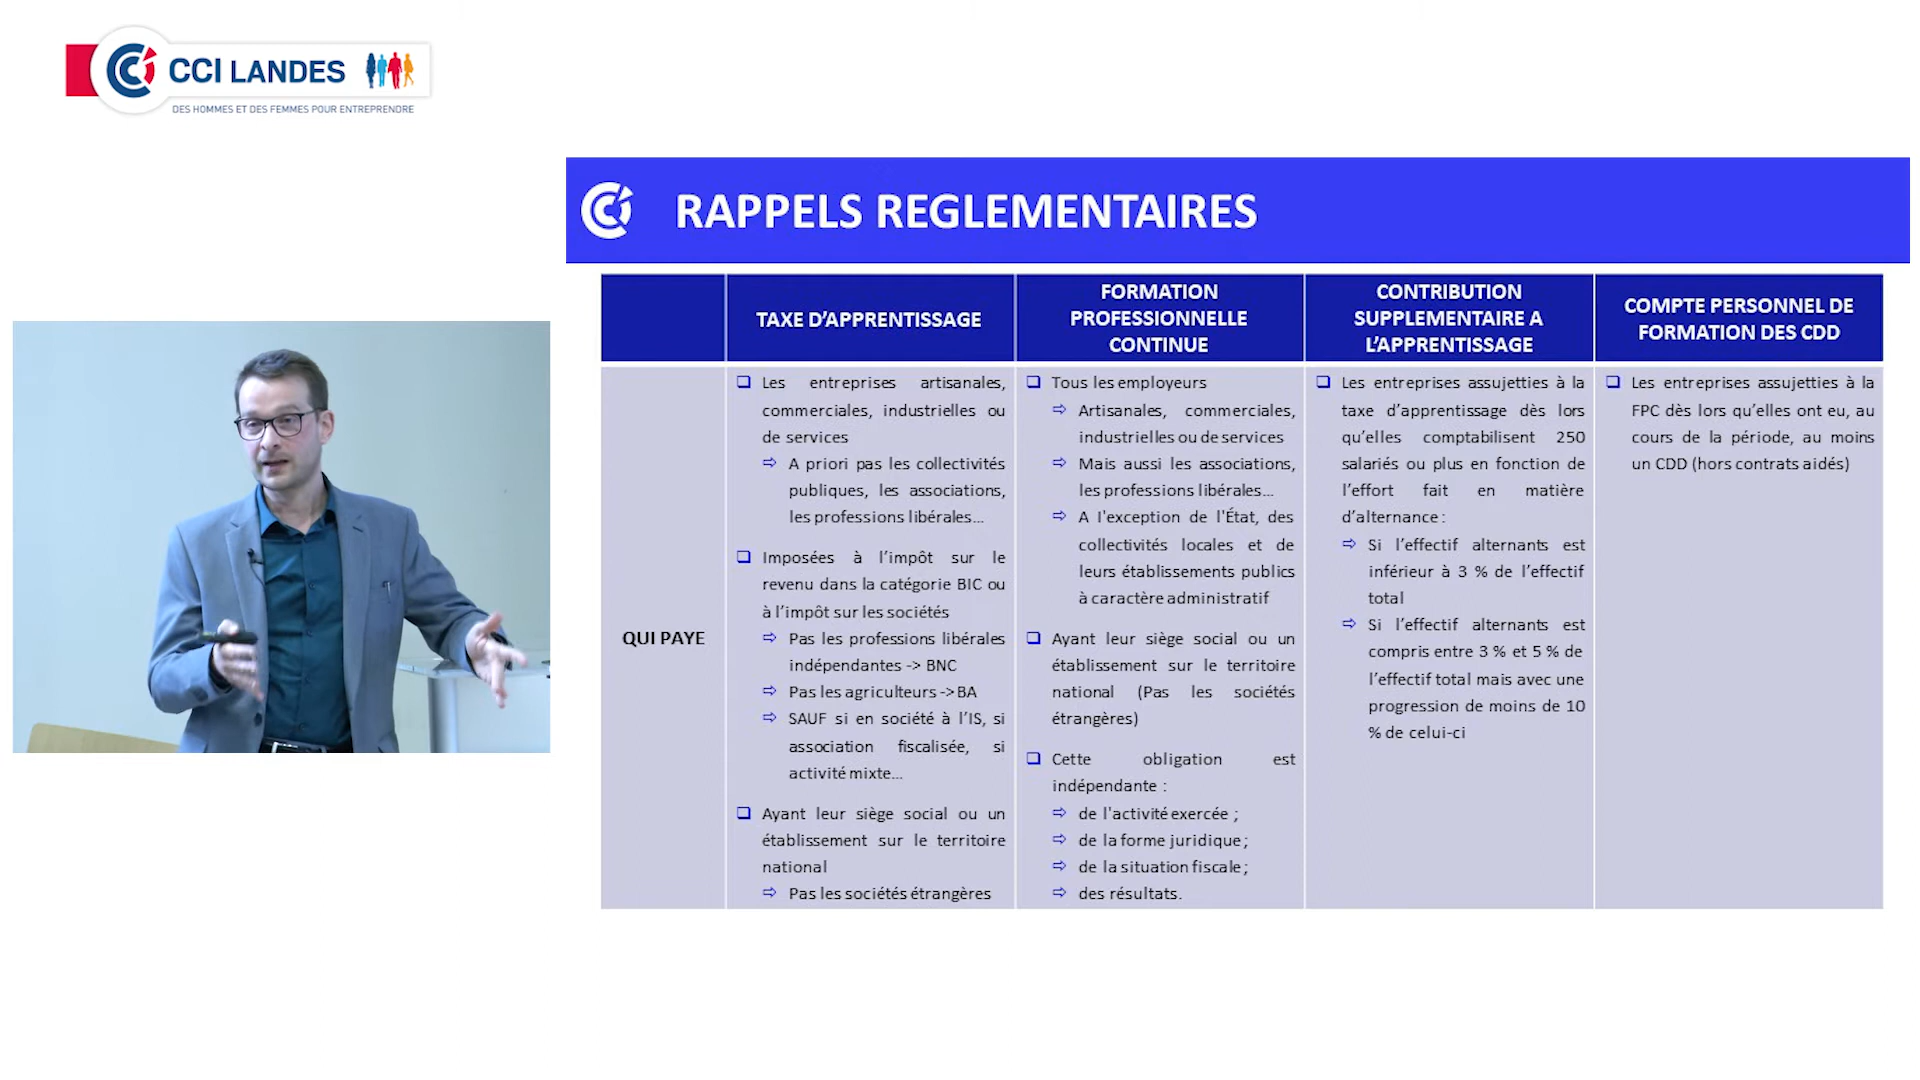 CCI LANDES
DES HOMMES ET DES FEMMES POUR ENTREPRENDRE
RAPPELS REGLEMENTAIRES
TAXE D’APPRENTISSAGE
FORMATION
PROFESSIONNELLE
CONTINUE
CONTRIBUTION
SUPPLEMENTAIRE A
L’APPRENTISSAGE
COMPTE PERSONNEL DE
FORMATION DES CDD
QUI PAYE
Les entreprises artisanales,
commerciales, industrielles ou
de services
A priori pas les collectivités
publiques, les associations,
les professions libérales…
Imposées à l’impôt sur le
revenu dans la catégorie BIC ou
à l’impôt sur les sociétés
Pas les professions libérales
indépendantes -> BNC
Pas les agriculteurs -> BA
SAUF si en société à l’IS, si
association fiscalisée, si
activité mixte…
Ayant leur siège social ou un
établissement sur le territoire
national
Pas les sociétés étrangères
Tous les employeurs
Artisanales, commerciales,
industrielles ou de services
Mais aussi les associations,
les professions libérales…
A l'exception de l'État, des
collectivités locales et de
leurs établissements publics
à caractère administratif
Ayant leur siège social ou un
établissement sur le territoire
national (Pas les sociétés
étrangères)
Cette obligation est
indépendante :
de l'activité exercée ;
de la forme juridique ;
de la situation fiscale ;
des résultats.
Les entreprises assujetties à la
taxe d’apprentissage dès lors
qu’elles comptabilisent 250
salariés ou plus en fonction de
l’effort fait en matière
d’alternance :
Si l’effectif alternants est
inférieur à 3 % de l’effectif
total
Si l’effectif alternants est
compris entre 3 % et 5 % de
l’effectif total mais avec une
progression de moins de 10
% de celui-ci
Les entreprises assujetties à la
FPC dès lors qu’elles ont eu, au
cours de la période, au moins
un CDD (hors contrats aidés)